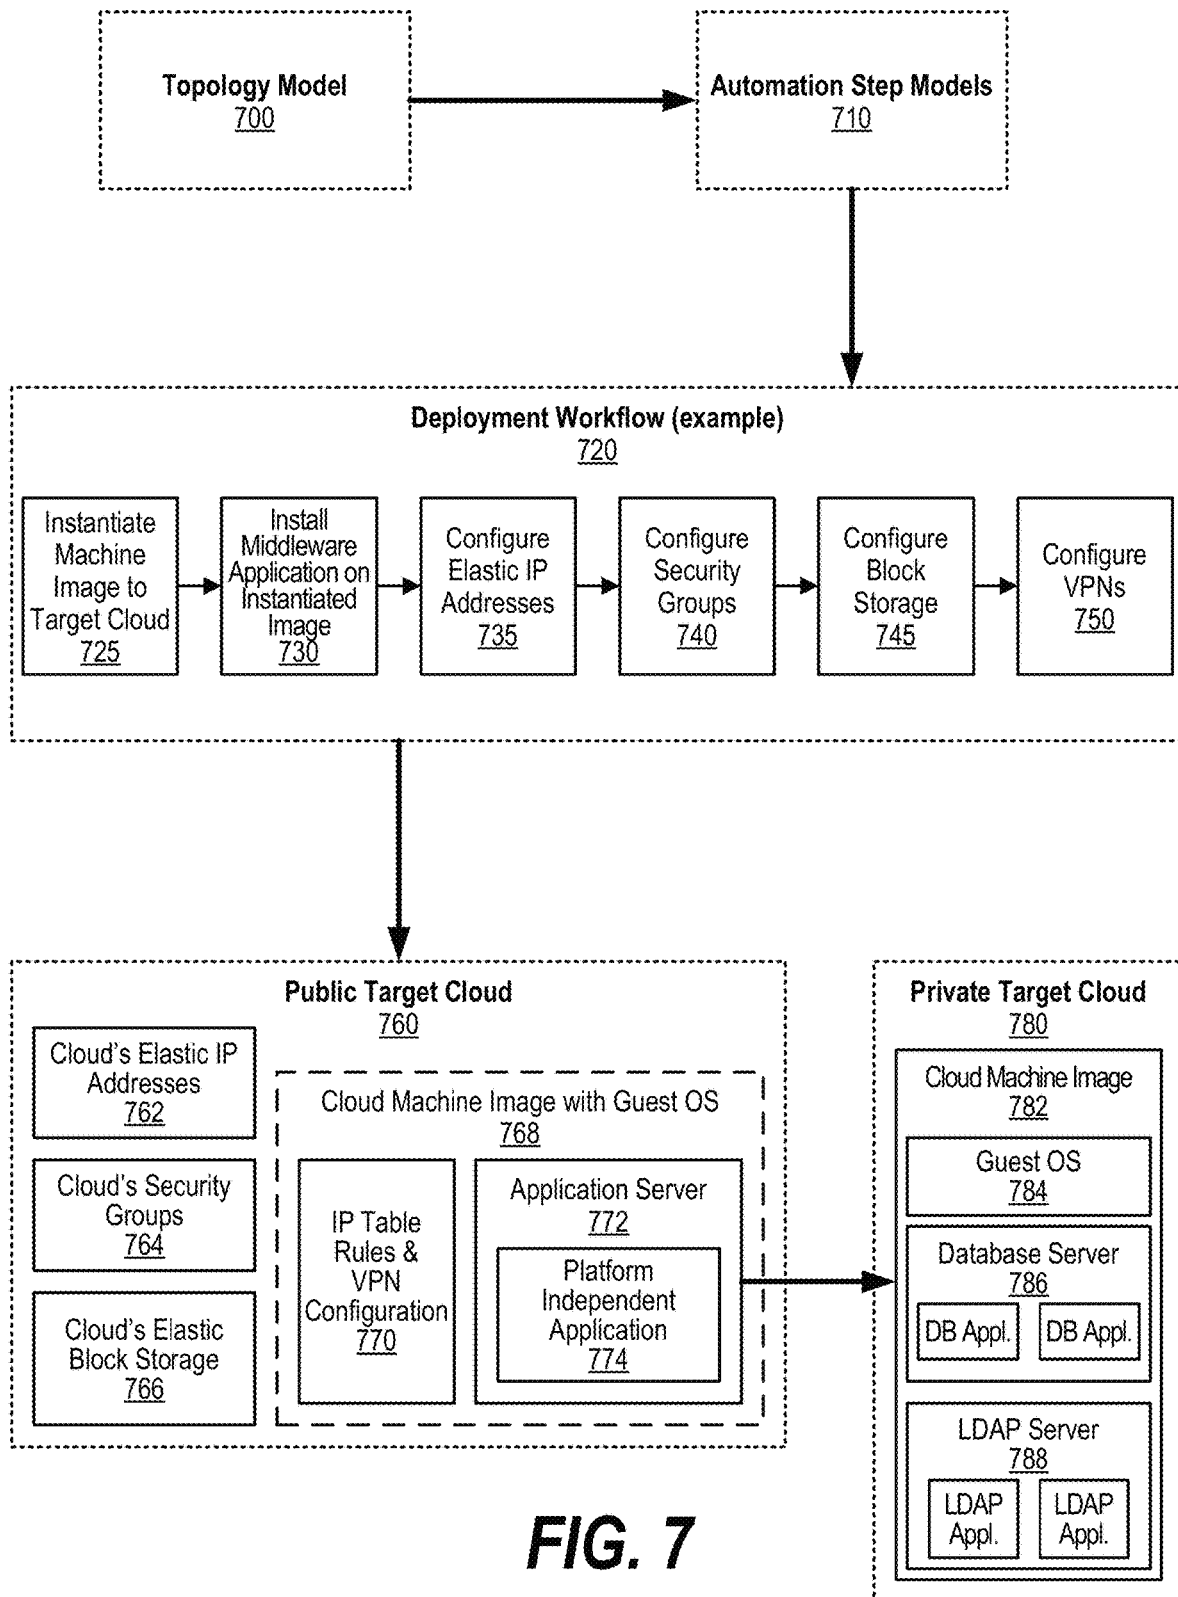 Topology Model
700
Automation Step Models
710
Deployment Workflow (example)
720
Instantiate
Machine
Image to
Target Cloud
725
Install
Middleware
Application on
Instantiated
Image
730
Configure
Elastic IP
Addresses
735
Configure
Security
Groups
740
Configure
Block
Storage
745
Configure
VPNs
750
Public Target Cloud
760
Cloud's Elastic IP
Addresses
762
Cloud's Security
Groups
764
Cloud's Elastic
Block Storage
766
Cloud Machine Image with Guest OS
768
IP Table
Rules &
VPN
Configuration
770
Application Server
772
Platform
Independent
Application
774
Private Target Cloud
780
Cloud Machine Image
782
Guest OS
784
Database Server
786
DB Appl.
DB Appl.
LDAP Server
788
LDAP
Appl.
LDAP
Appl.
FIG. 7